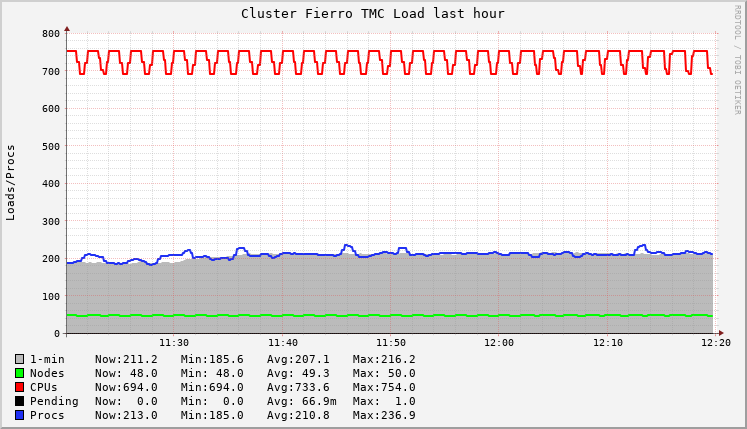 Cluster Fierro TMC Load last hour
RRDTOOL / TOBI OETIKER
Loads/Procs
800
700
600
500
400
300
200
100
0
11:30 11:40 11:50 12:00 12:10 12:20
1-min Now:211.2 Min:185.6 Avg:207.1 Max:216.2
Nodes Now: 48.0 Min: 48.0 Avg: 49.3 Max: 50.0
CPUs Now:694.0 Min:694.0 Avg:733.6 Max:754.0
Pending Now: 0.0 Min: 0.0 Avg: 66.9m Max: 1.0
Procs Now:213.0 Min:185.0 Avg:210.8 Max:236.9